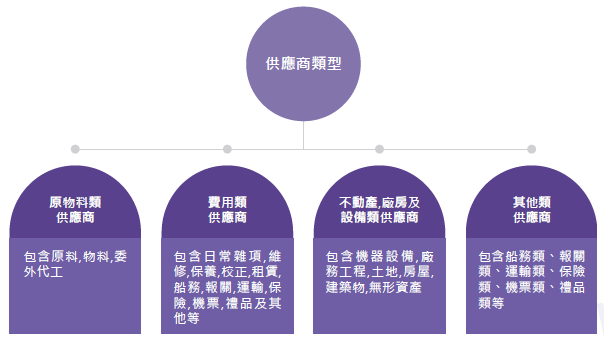 供應商類型
原物料類
供應商
包含原料,物料,委
外代工
費用類
供應商
包含日常雜項,維
修,保養,校正,租賃,
船務,報關,運輸,保
險,機票,禮品及其
他等
不動產,廠房及
設備類供應商
包含機器設備,廠
務工程,土地,房屋,
建築物,無形資產
其他類
供應商
包含船務類、報關
類、運輸類、保險
類、機票類、禮品
類等